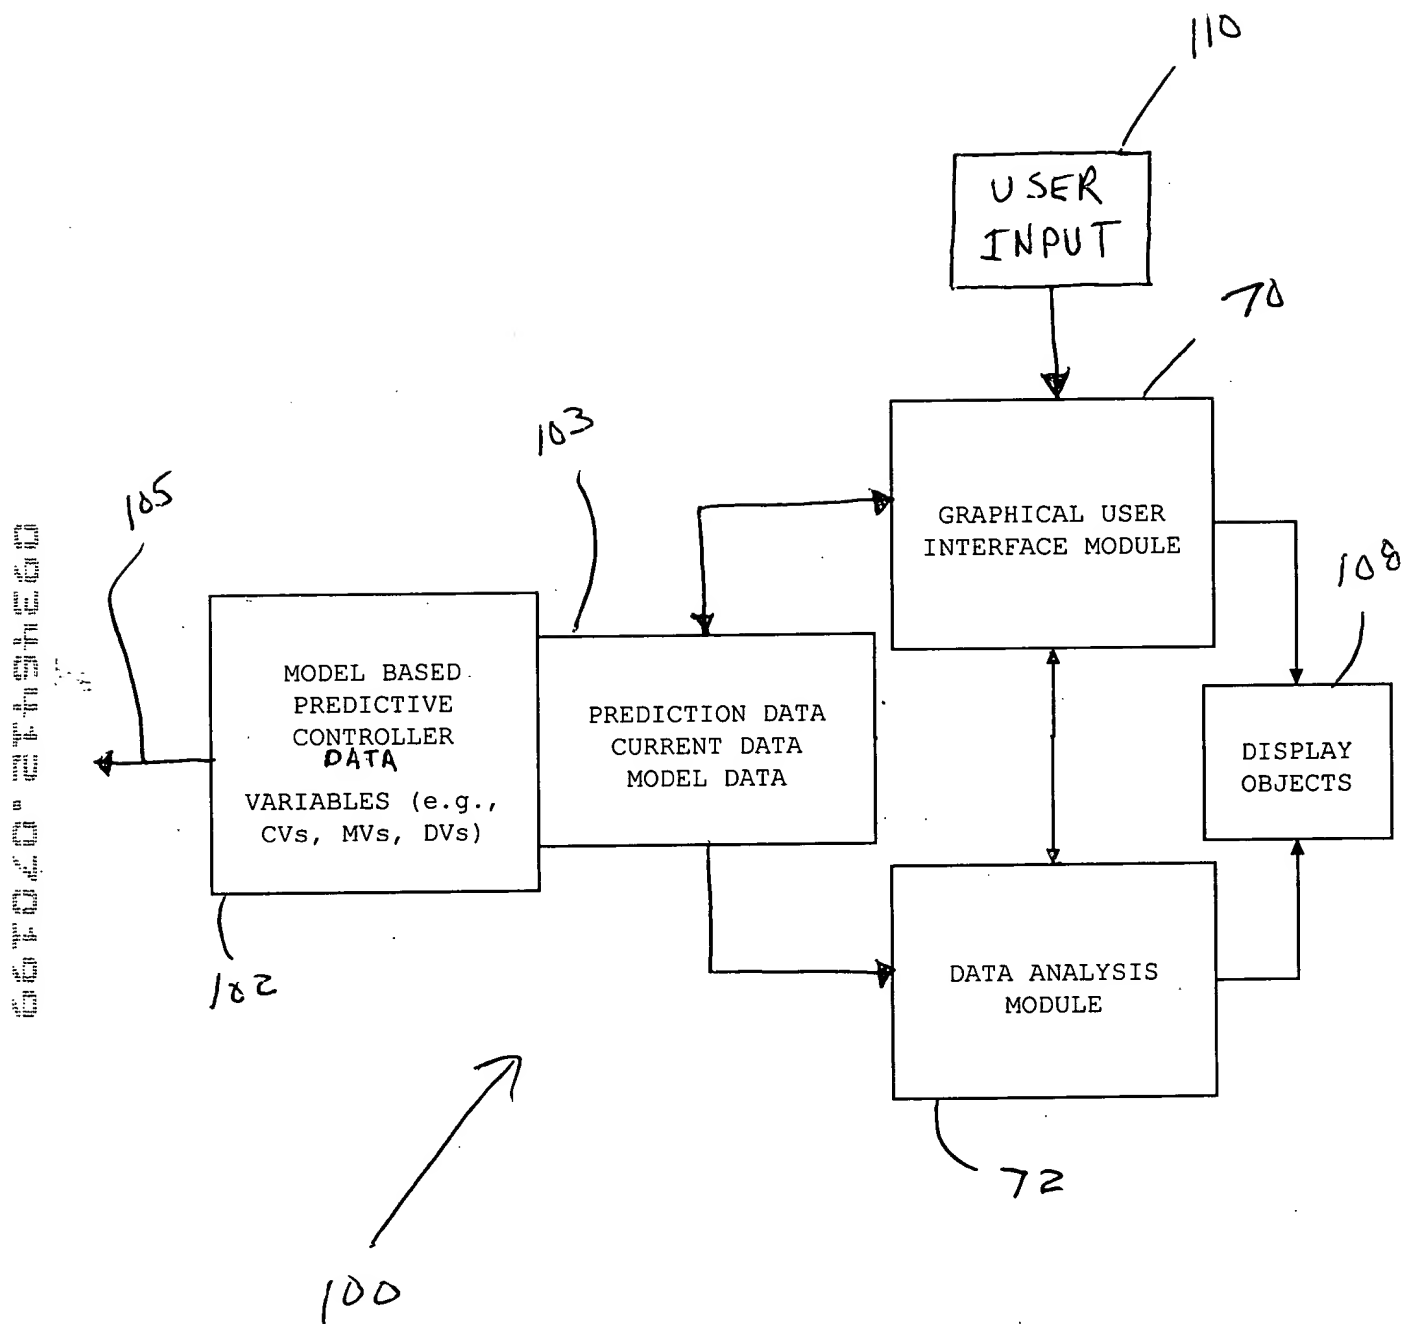 110
USER
INPUT
70
103
105
GRAPHICAL USER
INTERFACE MODULE
108
MODEL BASED
PREDICTIVE
CONTROLLER
DATA
VARIABLES (e.g.,
CVs, MVs, DVs)
PREDICTION DATA
CURRENT DATA
MODEL DATA
DISPLAY
OBJECTS
102
DATA ANALYSIS
MODULE
72
100